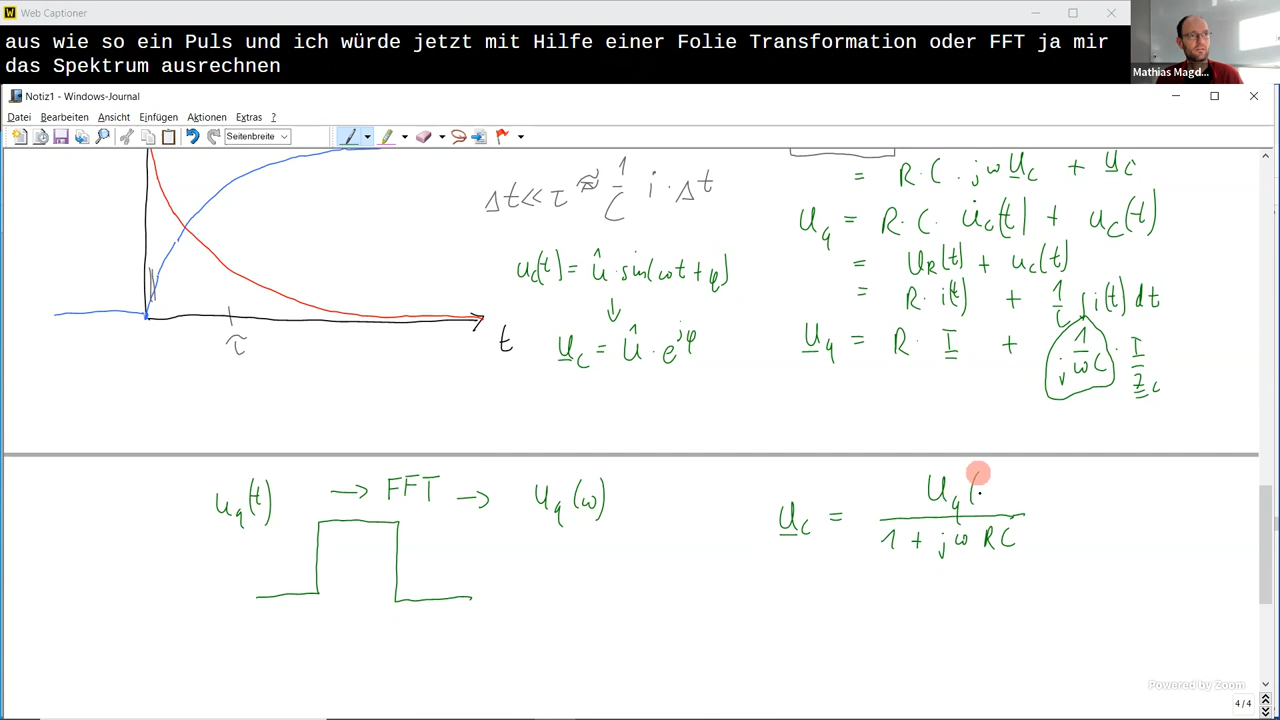 Web Captioner
aus wie so ein Puls und ich würde jetzt mit Hilfe einer Folie Transformation oder FFT ja mir
das Spektrum ausrechnen
Mathias Magd...
Notiz1 - Windows-Journal
Datei Bearbeiten Ansicht Einfügen Aktionen Extras ?
Seitenbreite
= R · C · jω U_C + U_C
Δt << τ ≈ 1/C i · Δt
u_q = R · C · u̇_C(t) + u_C(t)
u_C(t) = û · sin(ωt + φ)
= u_R(t) + u_C(t)
= R · i(t) + 1/C ∫ i(t) dt
↓
U_C = û · e^jφ
U_q = R · I + 1/jωC · I
Z_C
τ
t
u_q(t) → FFT → u_q(ω)
U_C = U_q( / 1 + jω RC
Powered by Zoom
4 / 4